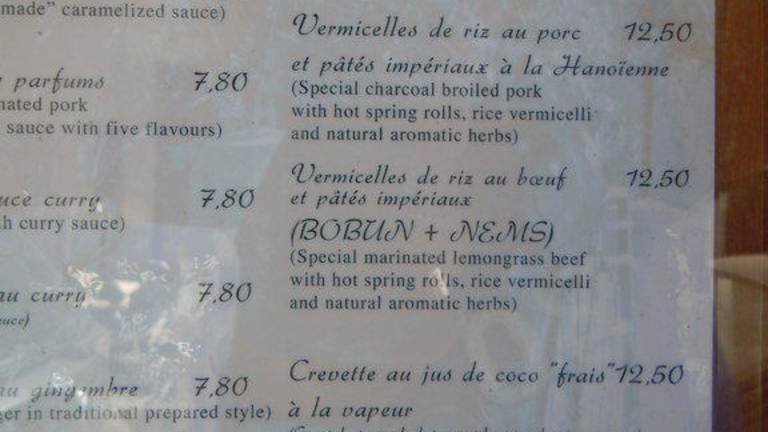 made" caramelized sauce)
parfums 7,80
nated pork
sauce with five flavours)
uce curry 7,80
h curry sauce)
au curry 7,80
uce)
au gingembre 7,80
ger in traditional prepared style)
Vermicelles de riz au porc 12,50
et pâtés impériaux à la Hanoïenne
(Special charcoal broiled pork
with hot spring rolls, rice vermicelli
and natural aromatic herbs)
Vermicelles de riz au bœuf 12,50
et pâtés impériaux
(BOBUN + NEMS)
(Special marinated lemongrass beef
with hot spring rolls, rice vermicelli
and natural aromatic herbs)
Crevette au jus de coco "frais" 12,50
à la vapeur